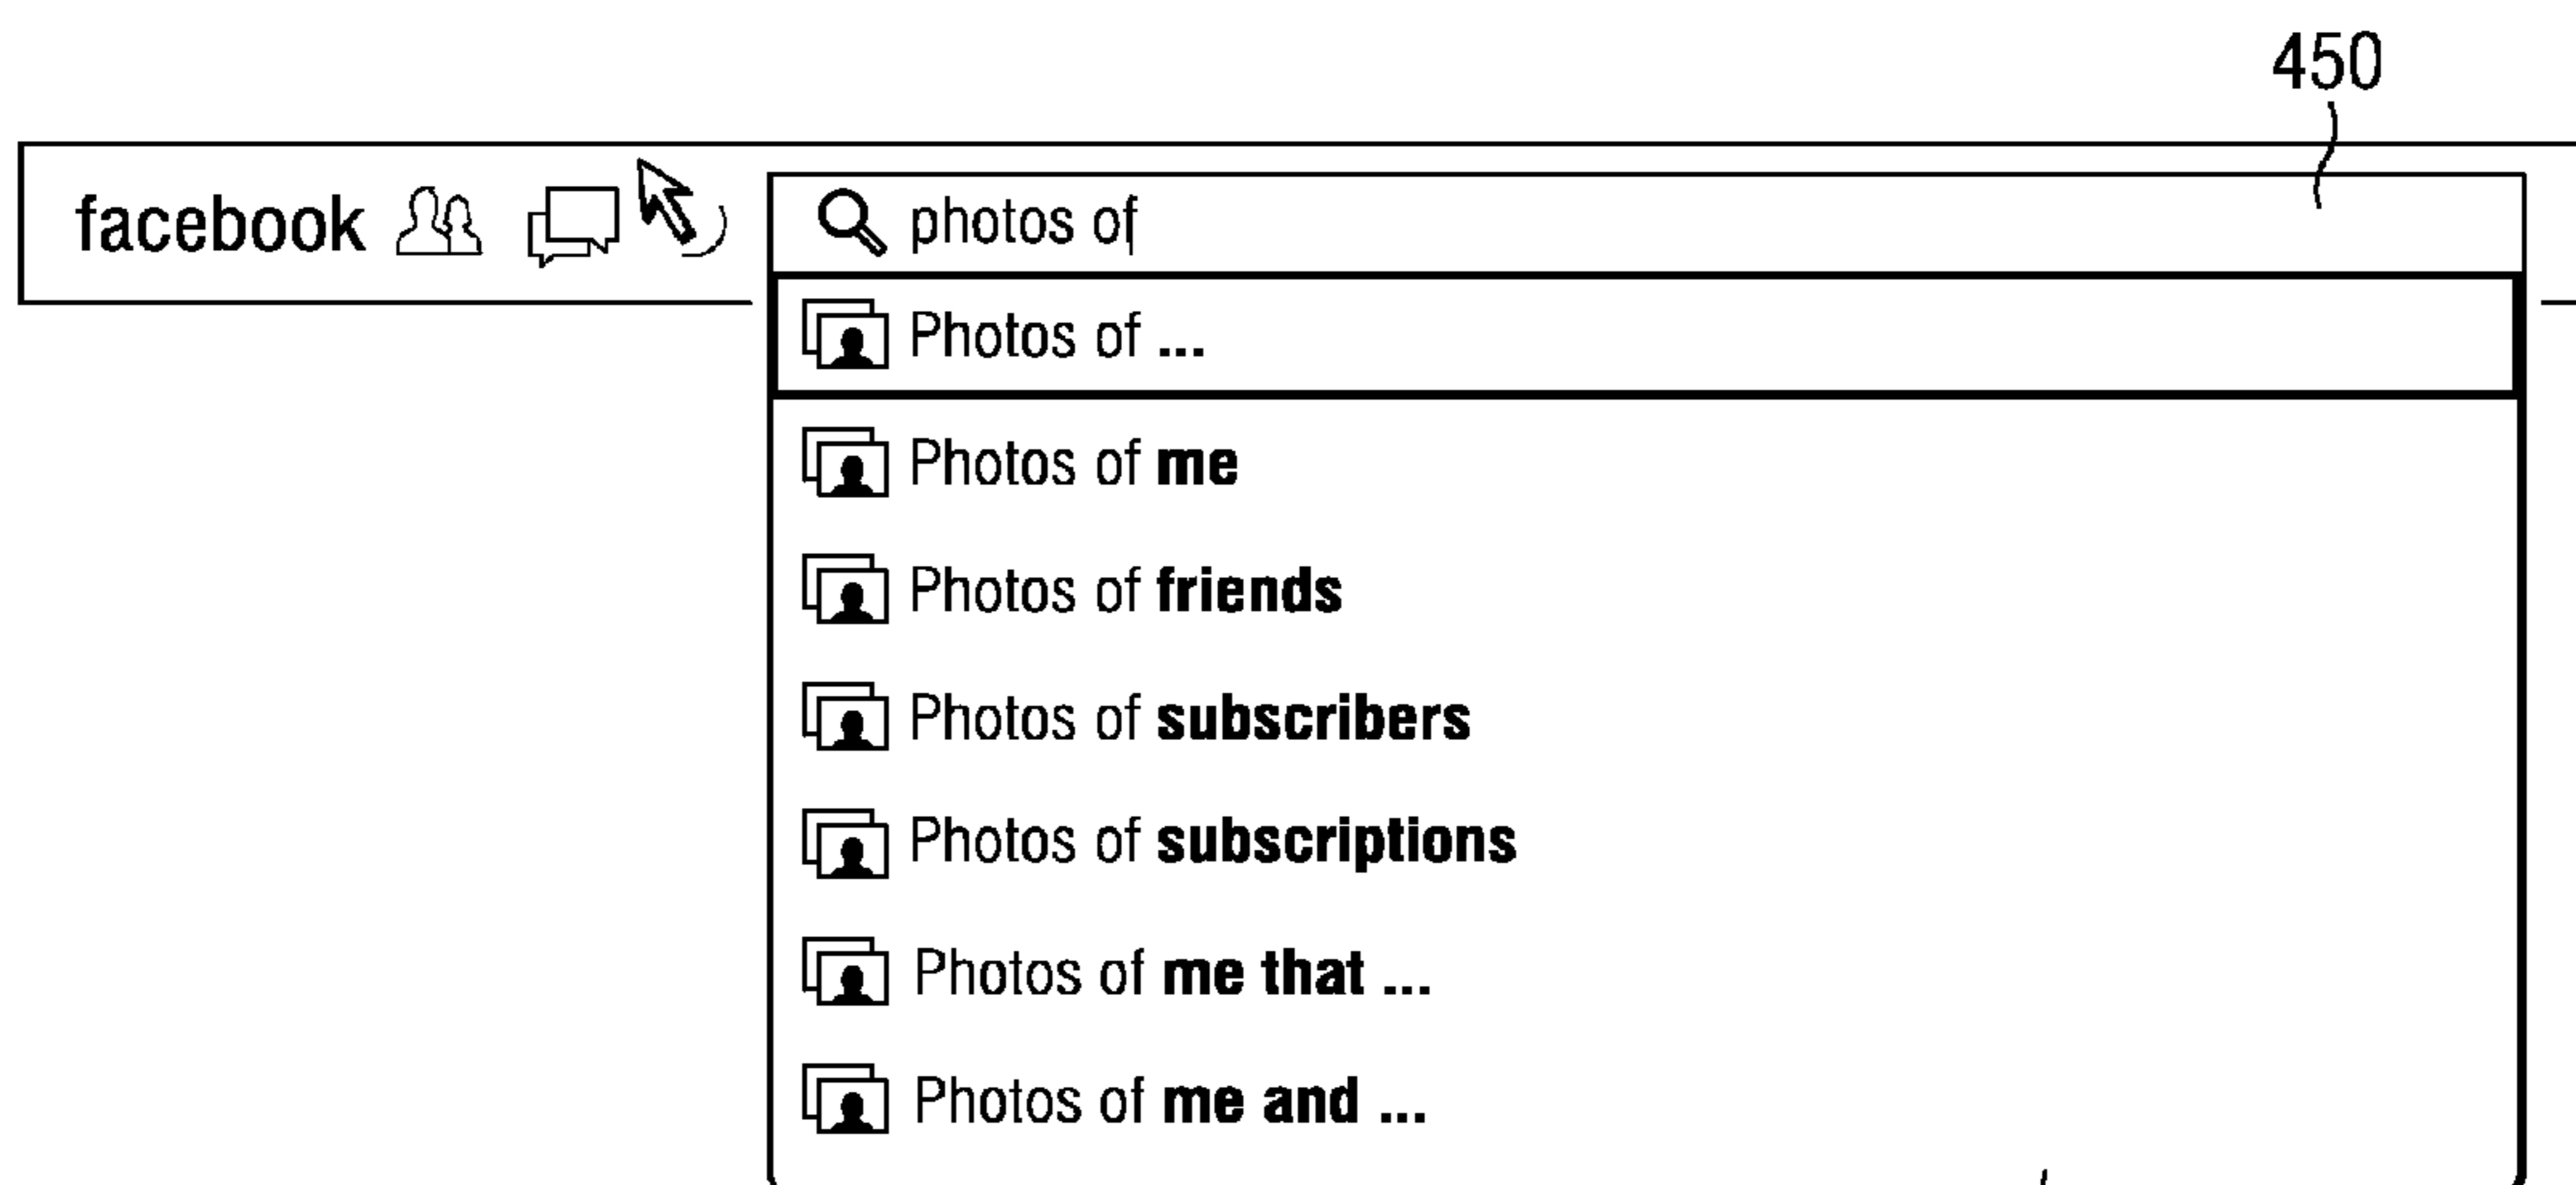 450
facebook
photos of
Photos of ...
Photos of me
Photos of friends
Photos of subscribers
Photos of subscriptions
Photos of me that ...
Photos of me and ...